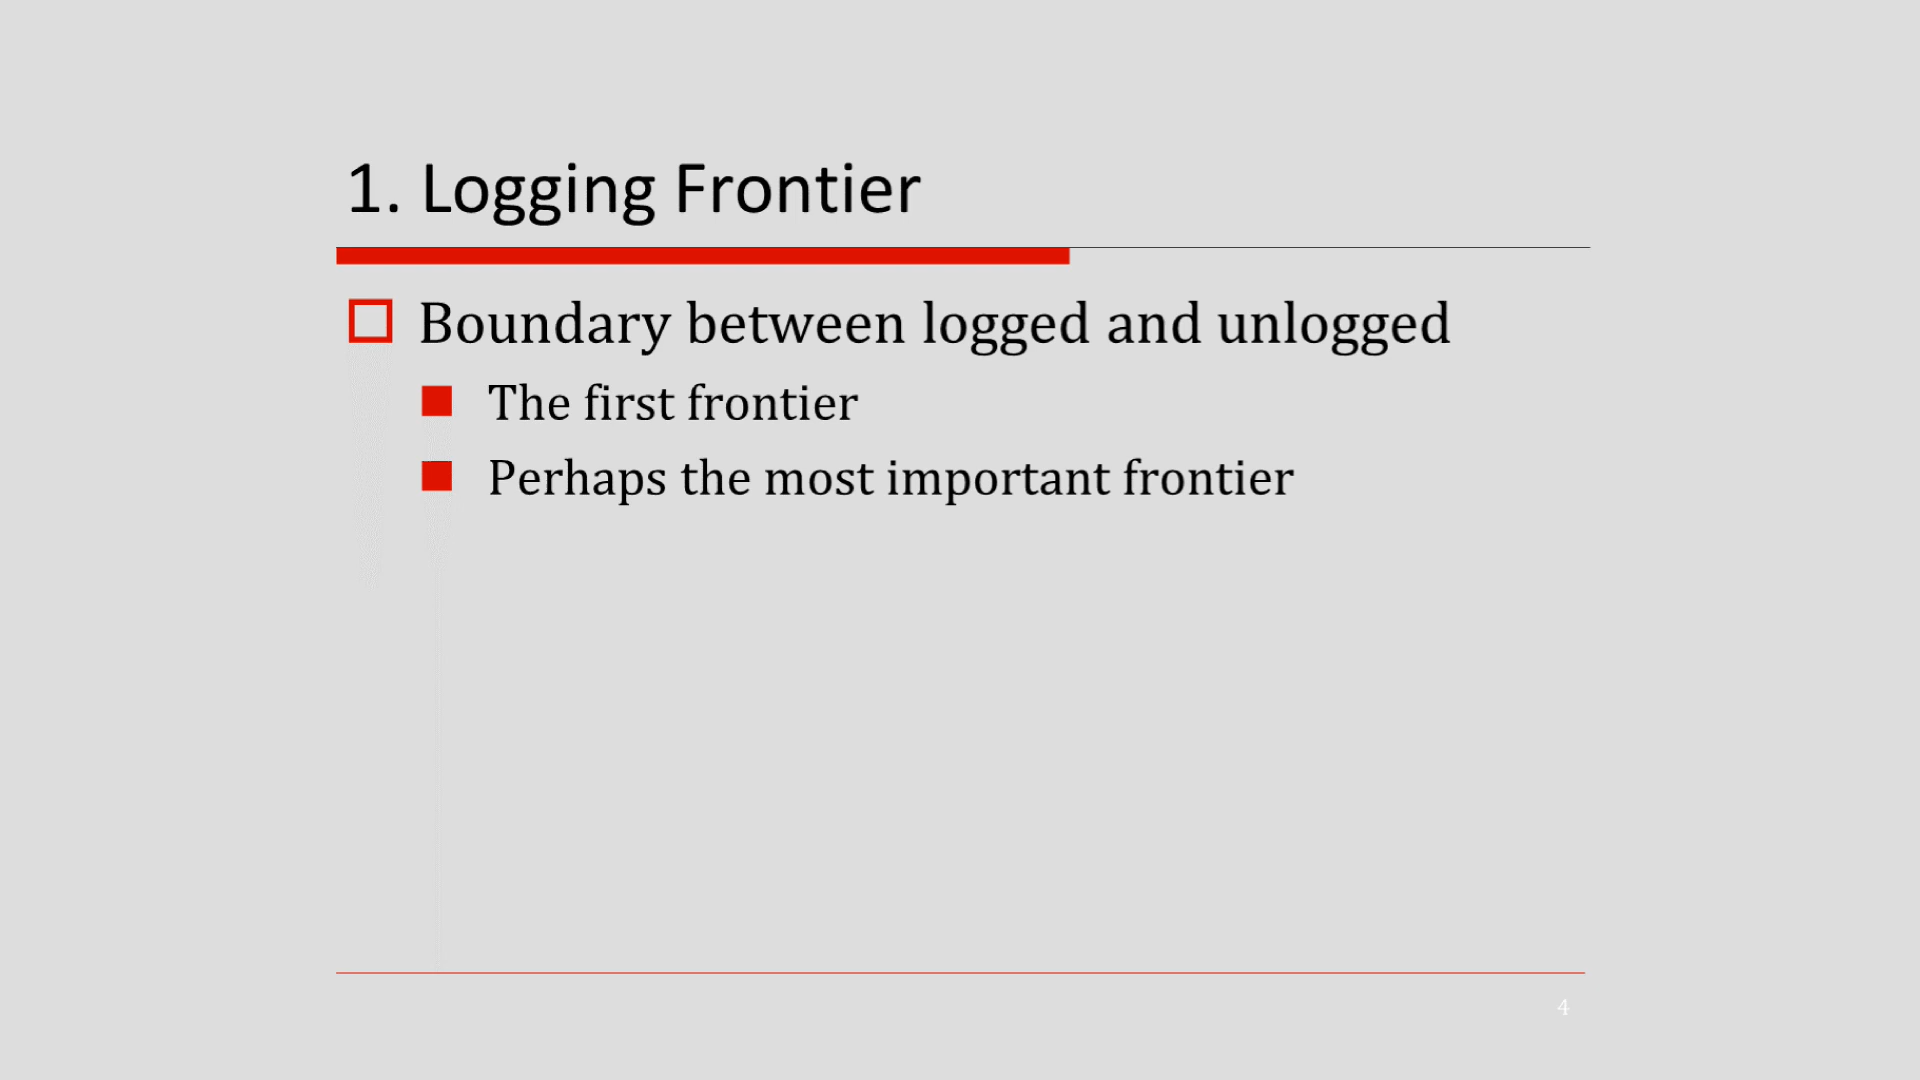 1. Logging Frontier
Boundary between logged and unlogged
The first frontier
Perhaps the most important frontier
4